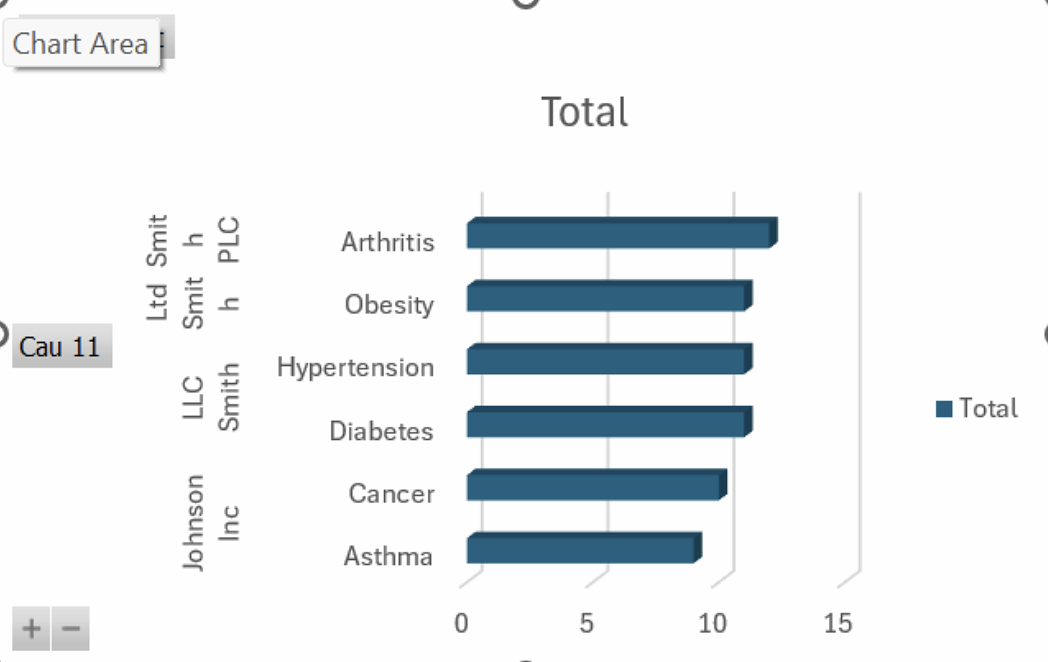 Chart Area
Total
Smit
h
PLC
Arthritis
Ltd
Smit
h
Obesity
Cau 11
Hypertension
LLC
Smith
Diabetes
Total
Johnson
Inc
Cancer
Asthma
+ −
0 5 10 15